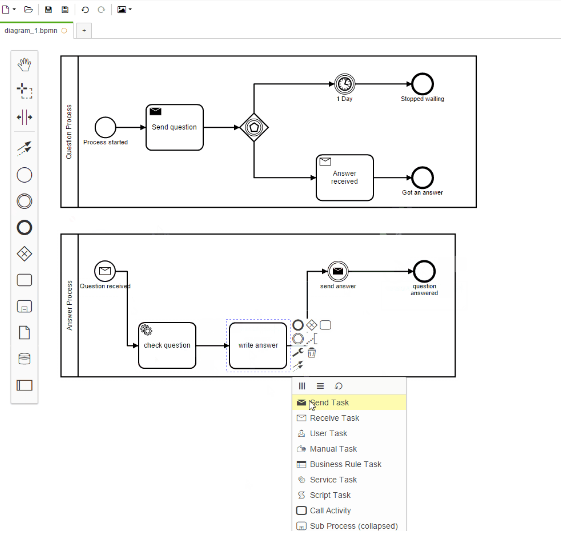 diagram_1.bpmn
+
Question Process
Process started
Send question
1 Day
Stopped waiting
Answer
received
Got an answer
Answer Process
Question received
check question
write answer
send answer
question
answered
Send Task
Receive Task
User Task
Manual Task
Business Rule Task
Service Task
Script Task
Call Activity
Sub Process (collapsed)